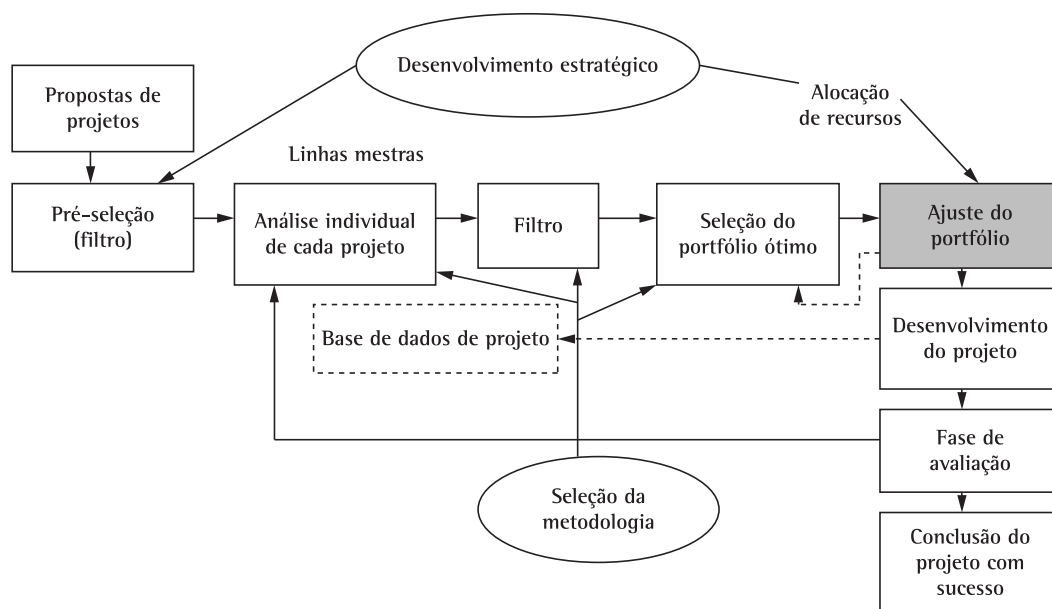 Desenvolvimento estratégico
Propostas de
projetos
Alocação
de recursos
Linhas mestras
Pré-seleção
(filtro)
Análise individual
de cada projeto
Filtro
Seleção do
portfólio ótimo
Ajuste do
portfólio
Base de dados de projeto
Desenvolvimento
do projeto
Fase de
avaliação
Seleção da
metodologia
Conclusão do
projeto com
sucesso